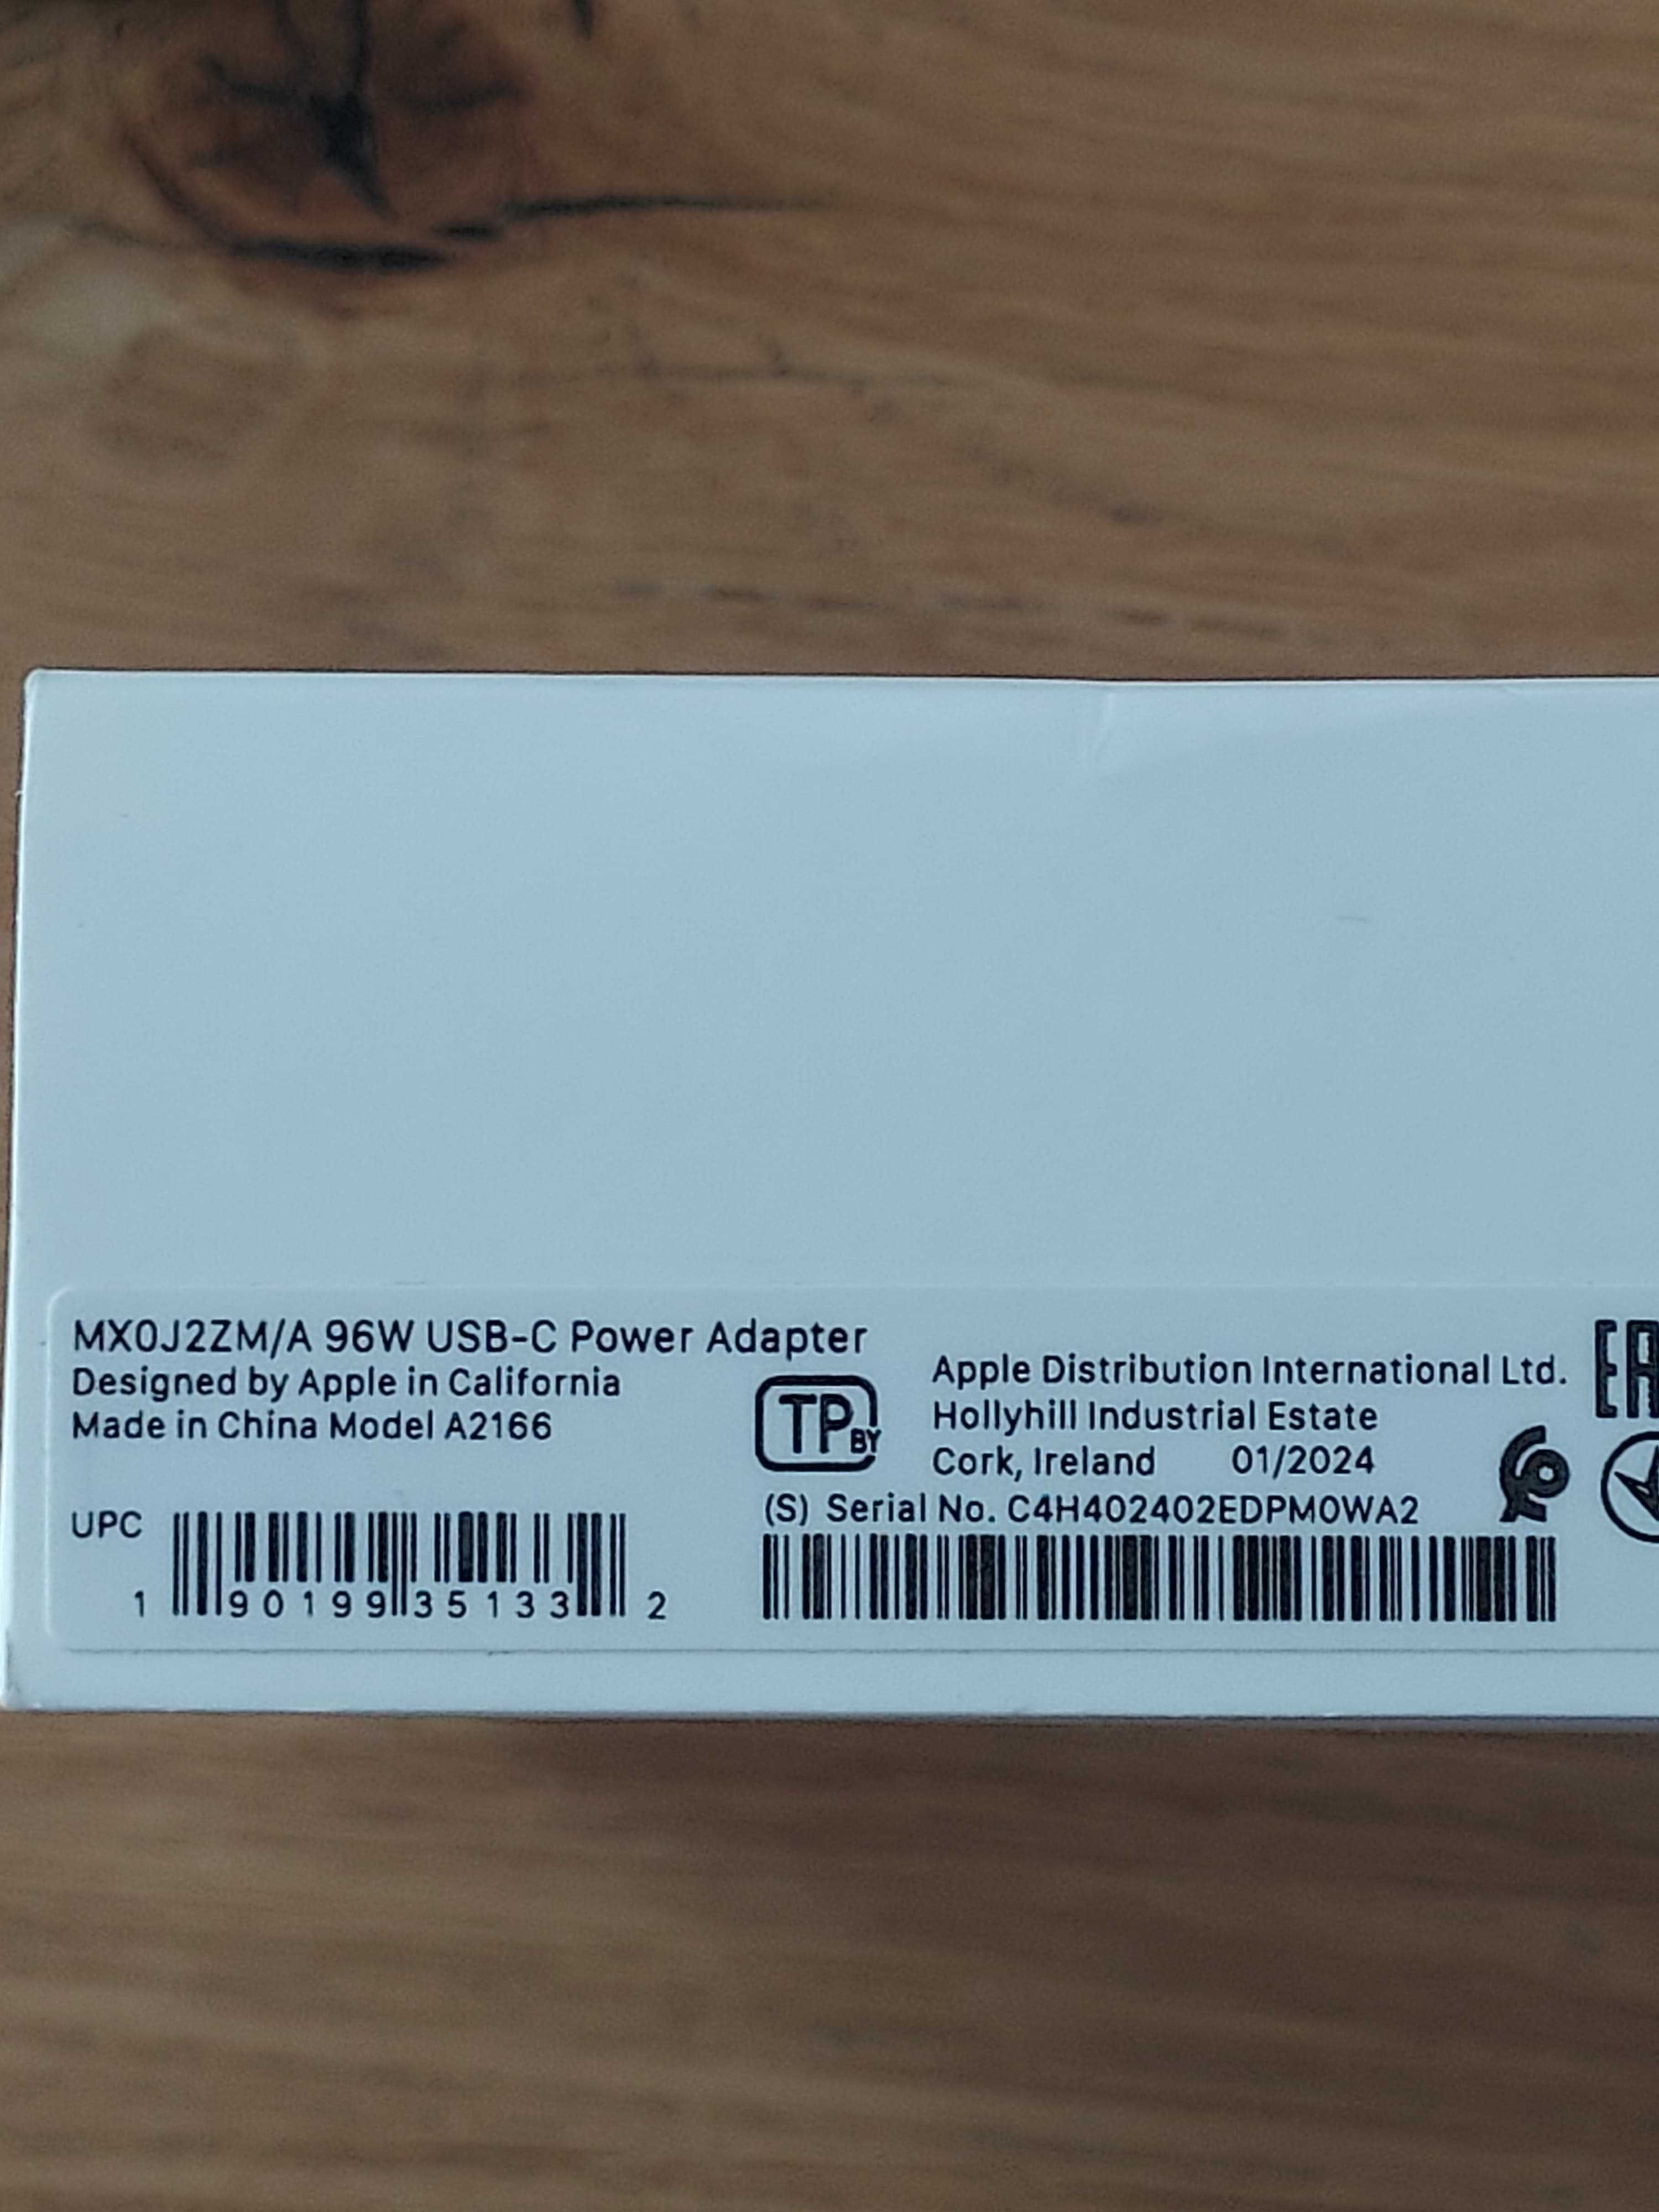 MX0J2ZM/A 96W USB-C Power Adapter
Designed by Apple in California
Made in China Model A2166
TP BY
Apple Distribution International Ltd.
Hollyhill Industrial Estate
Cork, Ireland 01/2024
EAC
(S) Serial No. C4H402402EDPM0WA2
UPC
1 90199 35133 2